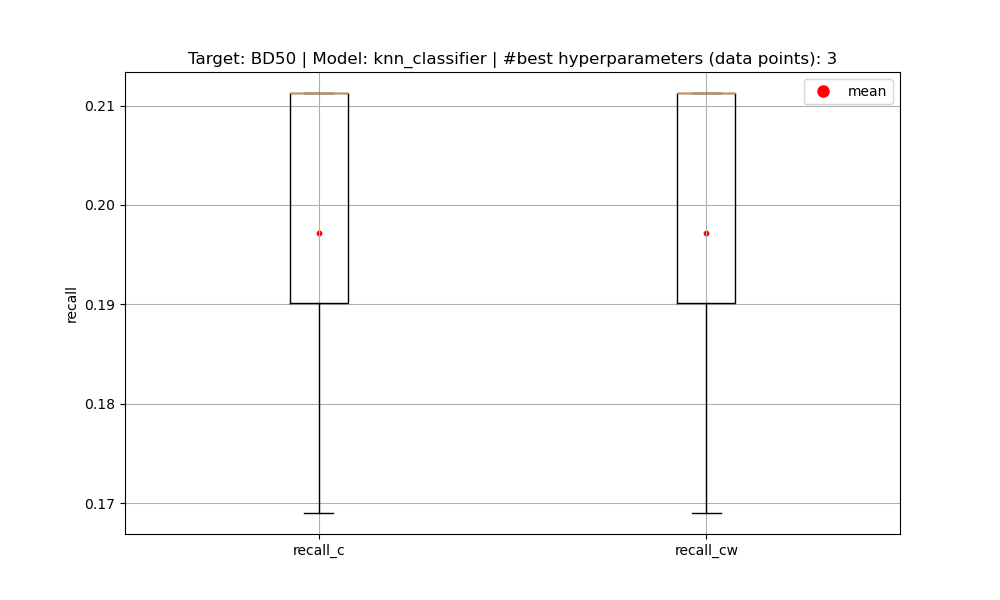 Target: BD50 | Model: knn_classifier | #best hyperparameters (data points): 3
mean
0.21
0.20
0.19
0.18
0.17
recall
recall_c
recall_cw